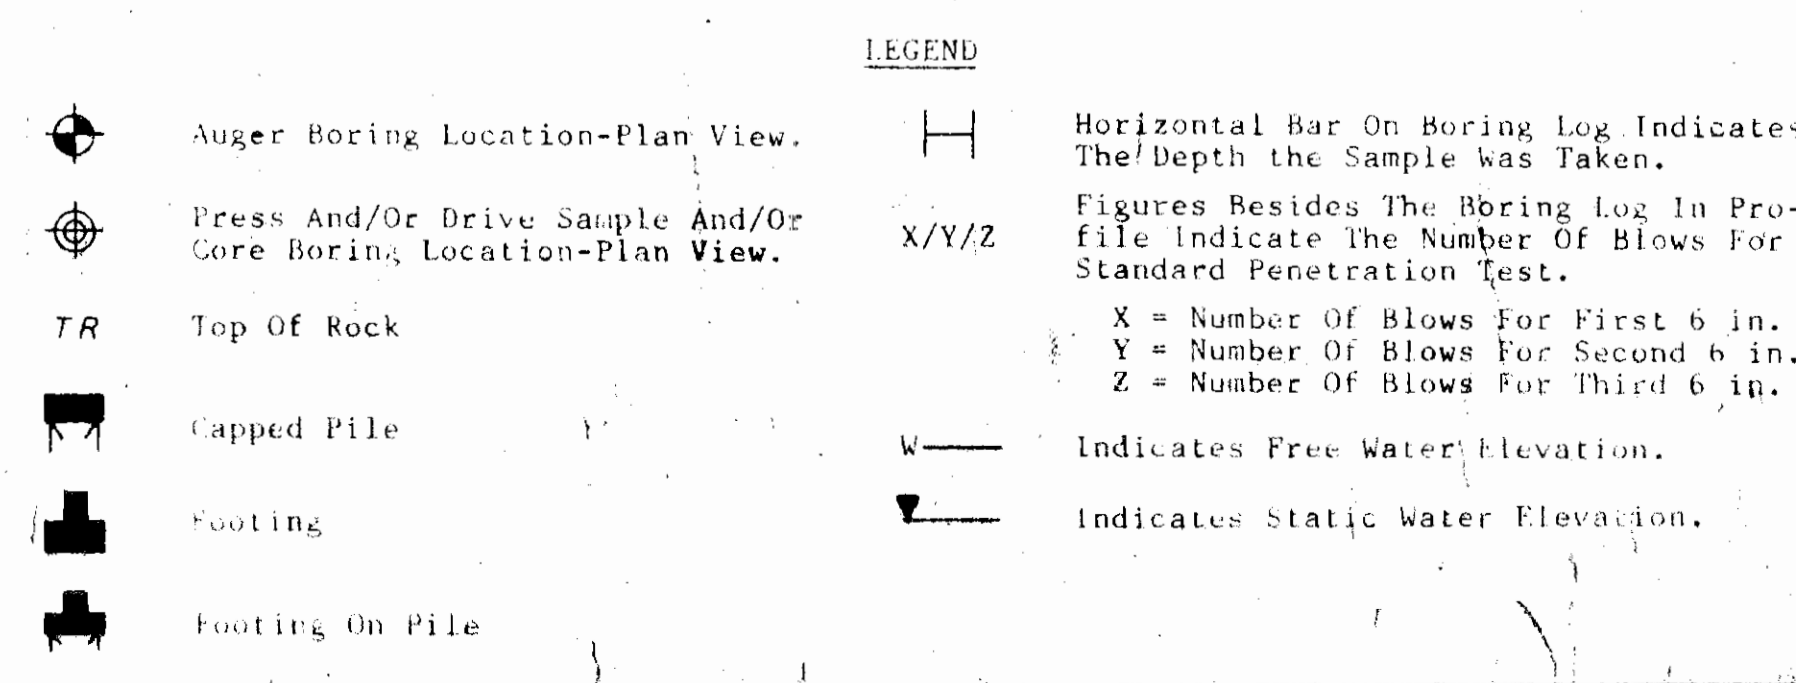 LEGEND
Auger Boring Location-Plan View.
Press And/Or Drive Sample And/Or
Core Boring Location-Plan View.
TR Top Of Rock
Capped Pile
Footing
Footing On Pile
Horizontal Bar On Boring Log Indicates
The Depth the Sample Was Taken.
Figures Besides The Boring Log In Pro-
X/Y/Z file Indicate The Number Of Blows For
Standard Penetration Test.
X = Number Of Blows For First 6 in.
Y = Number Of Blows For Second 6 in.
Z = Number Of Blows For Third 6 in.
W Indicates Free Water Elevation.
Indicates Static Water Elevation.